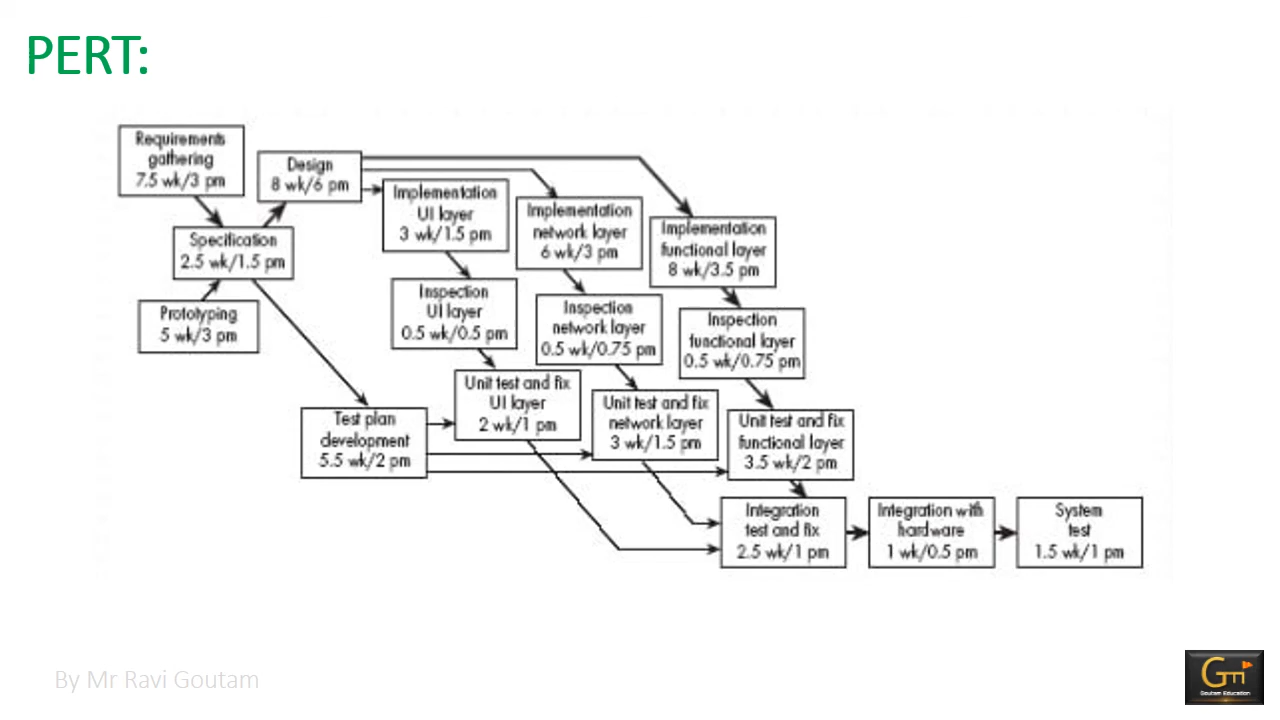 PERT:
Requirements
gathering
7.5 wk/3 pm
Design
8 wk/6 pm
Implementation
UI layer
3 wk/1.5 pm
Implementation
network layer
6 wk/3 pm
Implementation
functional layer
8 wk/3.5 pm
Specification
2.5 wk/1.5 pm
Prototyping
5 wk/3 pm
Inspection
UI layer
0.5 wk/0.5 pm
Inspection
network layer
0.5 wk/0.75 pm
Inspection
functional layer
0.5 wk/0.75 pm
Unit test and fix
UI layer
2 wk/1 pm
Unit test and fix
network layer
3 wk/1.5 pm
Unit test and fix
functional layer
3.5 wk/2 pm
Test plan
development
5.5 wk/2 pm
Integration
test and fix
2.5 wk/1 pm
Integration with
hardware
1 wk/0.5 pm
System
test
1.5 wk/1 pm
By Mr Ravi Goutam
Goutam Education